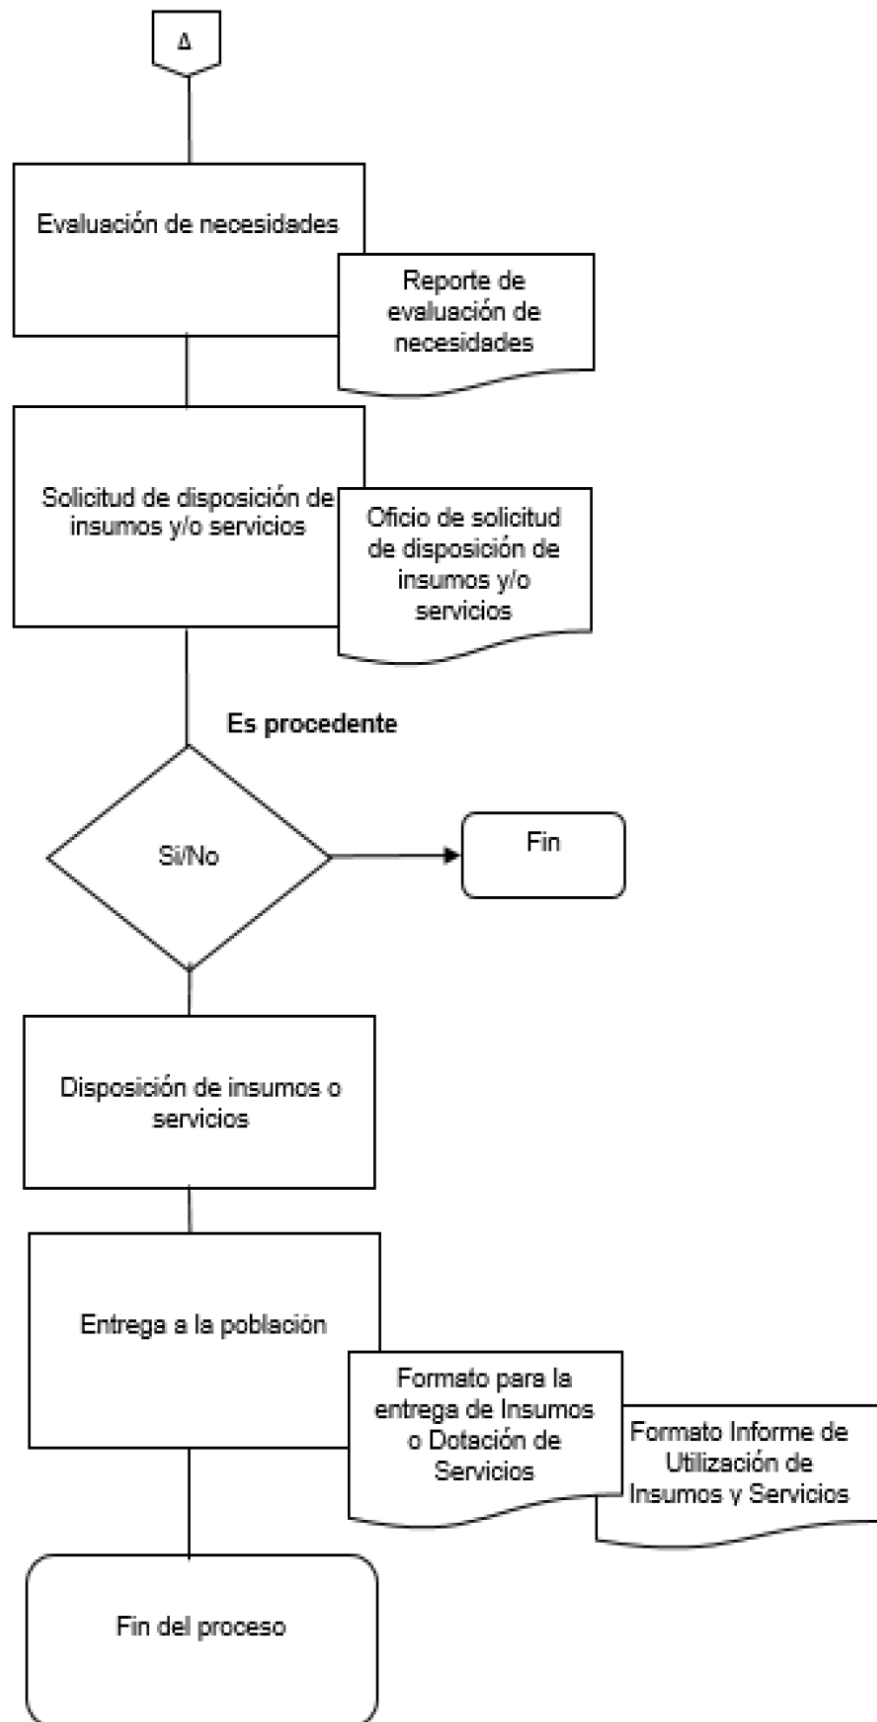 Δ
Evaluación de necesidades
Reporte de
evaluación de
necesidades
Solicitud de disposición de
insumos y/o servicios
Oficio de solicitud
de disposición de
insumos y/o
servicios
Es procedente
Si/No
Fin
Disposición de insumos o
servicios
Entrega a la población
Formato para la
entrega de Insumos
o Dotación de
Servicios
Formato Informe de
Utilización de
Insumos y Servicios
Fin del proceso